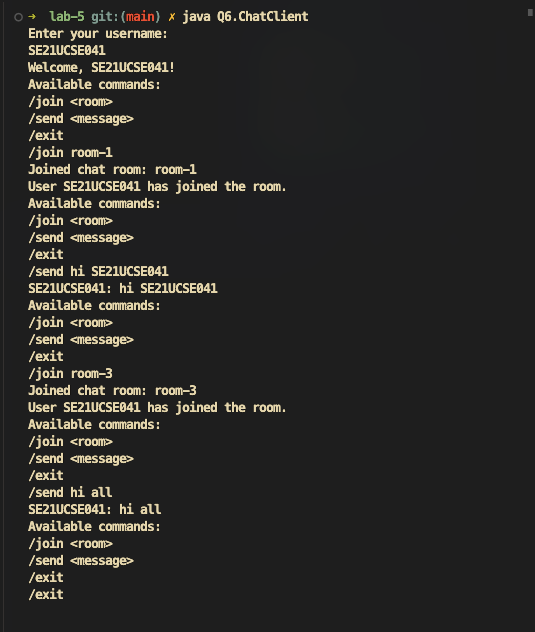 → lab-5 git:(main) ✗ java Q6.ChatClient
Enter your username:
SE21UCSE041
Welcome, SE21UCSE041!
Available commands:
/join <room>
/send <message>
/exit
/join room-1
Joined chat room: room-1
User SE21UCSE041 has joined the room.
Available commands:
/join <room>
/send <message>
/exit
/send hi SE21UCSE041
SE21UCSE041: hi SE21UCSE041
Available commands:
/join <room>
/send <message>
/exit
/join room-3
Joined chat room: room-3
User SE21UCSE041 has joined the room.
Available commands:
/join <room>
/send <message>
/exit
/send hi all
SE21UCSE041: hi all
Available commands:
/join <room>
/send <message>
/exit
/exit